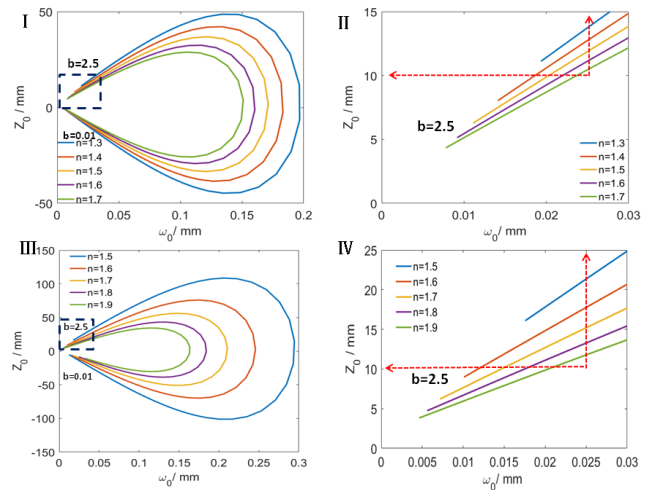 I
50
0
-50
Z0 / mm
b=2.5
b=0.01
n=1.3
n=1.4
n=1.5
n=1.6
n=1.7
0
0.05
0.1
0.15
0.2
ω0/ mm
II
15
10
5
0
Z0 / mm
b=2.5
n=1.3
n=1.4
n=1.5
n=1.6
n=1.7
0
0.01
0.02
0.03
ω0/ mm
III
150
100
50
0
-50
-100
-150
Z0 / mm
n=1.5
n=1.6
n=1.7
n=1.8
n=1.9
b=2.5
b=0.01
0
0.05
0.1
0.15
0.2
0.25
0.3
ω0/ mm
IV
25
20
15
10
5
0
Z0 / mm
n=1.5
n=1.6
n=1.7
n=1.8
n=1.9
b=2.5
0
0.005
0.01
0.015
0.02
0.025
0.03
ω0/ mm